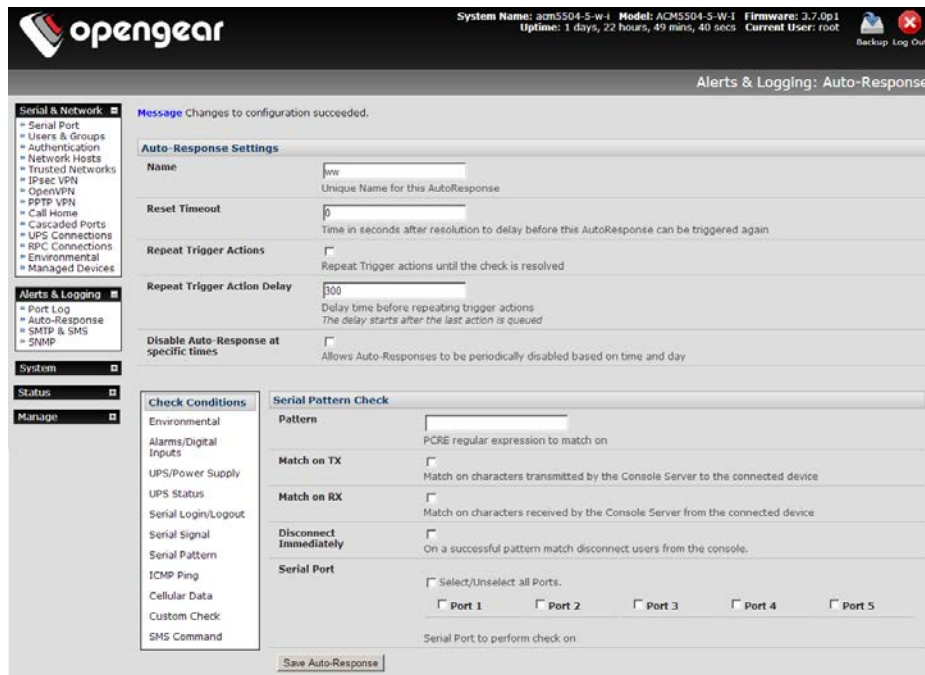 opengear
System Name: acm5504-5-w-i Model: ACM5504-5-W-I Firmware: 3.7.0p1
Uptime: 1 days, 22 hours, 49 mins, 40 secs Current User: root
Backup Log Out
Alerts & Logging: Auto-Response
Serial & Network
Serial Port
Users & Groups
Authentication
Network Hosts
Trusted Networks
IPsec VPN
OpenVPN
PPTP VPN
Call Home
Cascaded Ports
UPS Connections
RPC Connections
Environmental
Managed Devices
Alerts & Logging
Port Log
Auto-Response
SMTP & SMS
SNMP
System
Status
Manage
Message Changes to configuration succeeded.
Auto-Response Settings
Name
ww
Unique Name for this AutoResponse
Reset Timeout
0
Time in seconds after resolution to delay before this AutoResponse can be triggered again
Repeat Trigger Actions
Repeat Trigger actions until the check is resolved
Repeat Trigger Action Delay
300
Delay time before repeating trigger actions
The delay starts after the last action is queued
Disable Auto-Response at
specific times
Allows Auto-Responses to be periodically disabled based on time and day
Check Conditions
Environmental
Alarms/Digital
Inputs
UPS/Power Supply
UPS Status
Serial Login/Logout
Serial Signal
Serial Pattern
ICMP Ping
Cellular Data
Custom Check
SMS Command
Serial Pattern Check
Pattern
PCRE regular expression to match on
Match on TX
Match on characters transmitted by the Console Server to the connected device
Match on RX
Match on characters received by the Console Server from the connected device
Disconnect
Immediately
On a successful pattern match disconnect users from the console.
Serial Port
Select/Unselect all Ports.
Port 1 Port 2 Port 3 Port 4 Port 5
Serial Port to perform check on
Save Auto-Response